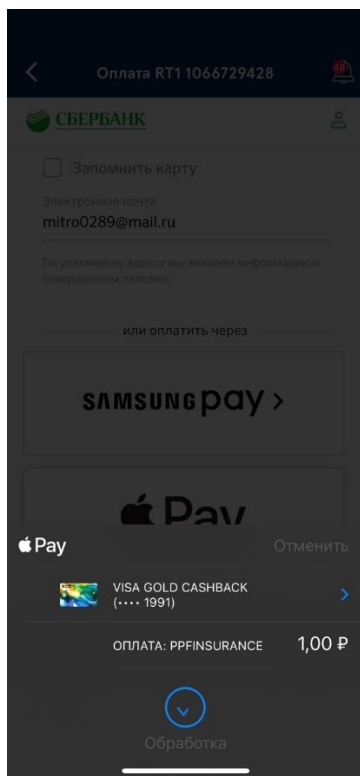 Оплата RT1 1066729428
48+
СБЕРБАНК
Запомнить карту
Электронная почта
mitro0289@mail.ru
По указанному адресу мы вышлем информацию о
совершенном платеже.
или оплатить через
SAMSUNG pay >
Pay
Pay
Отменить
VISA GOLD CASHBACK
(···· 1991)
ОПЛАТА: PPFINSURANCE 1,00 ₽
Обработка